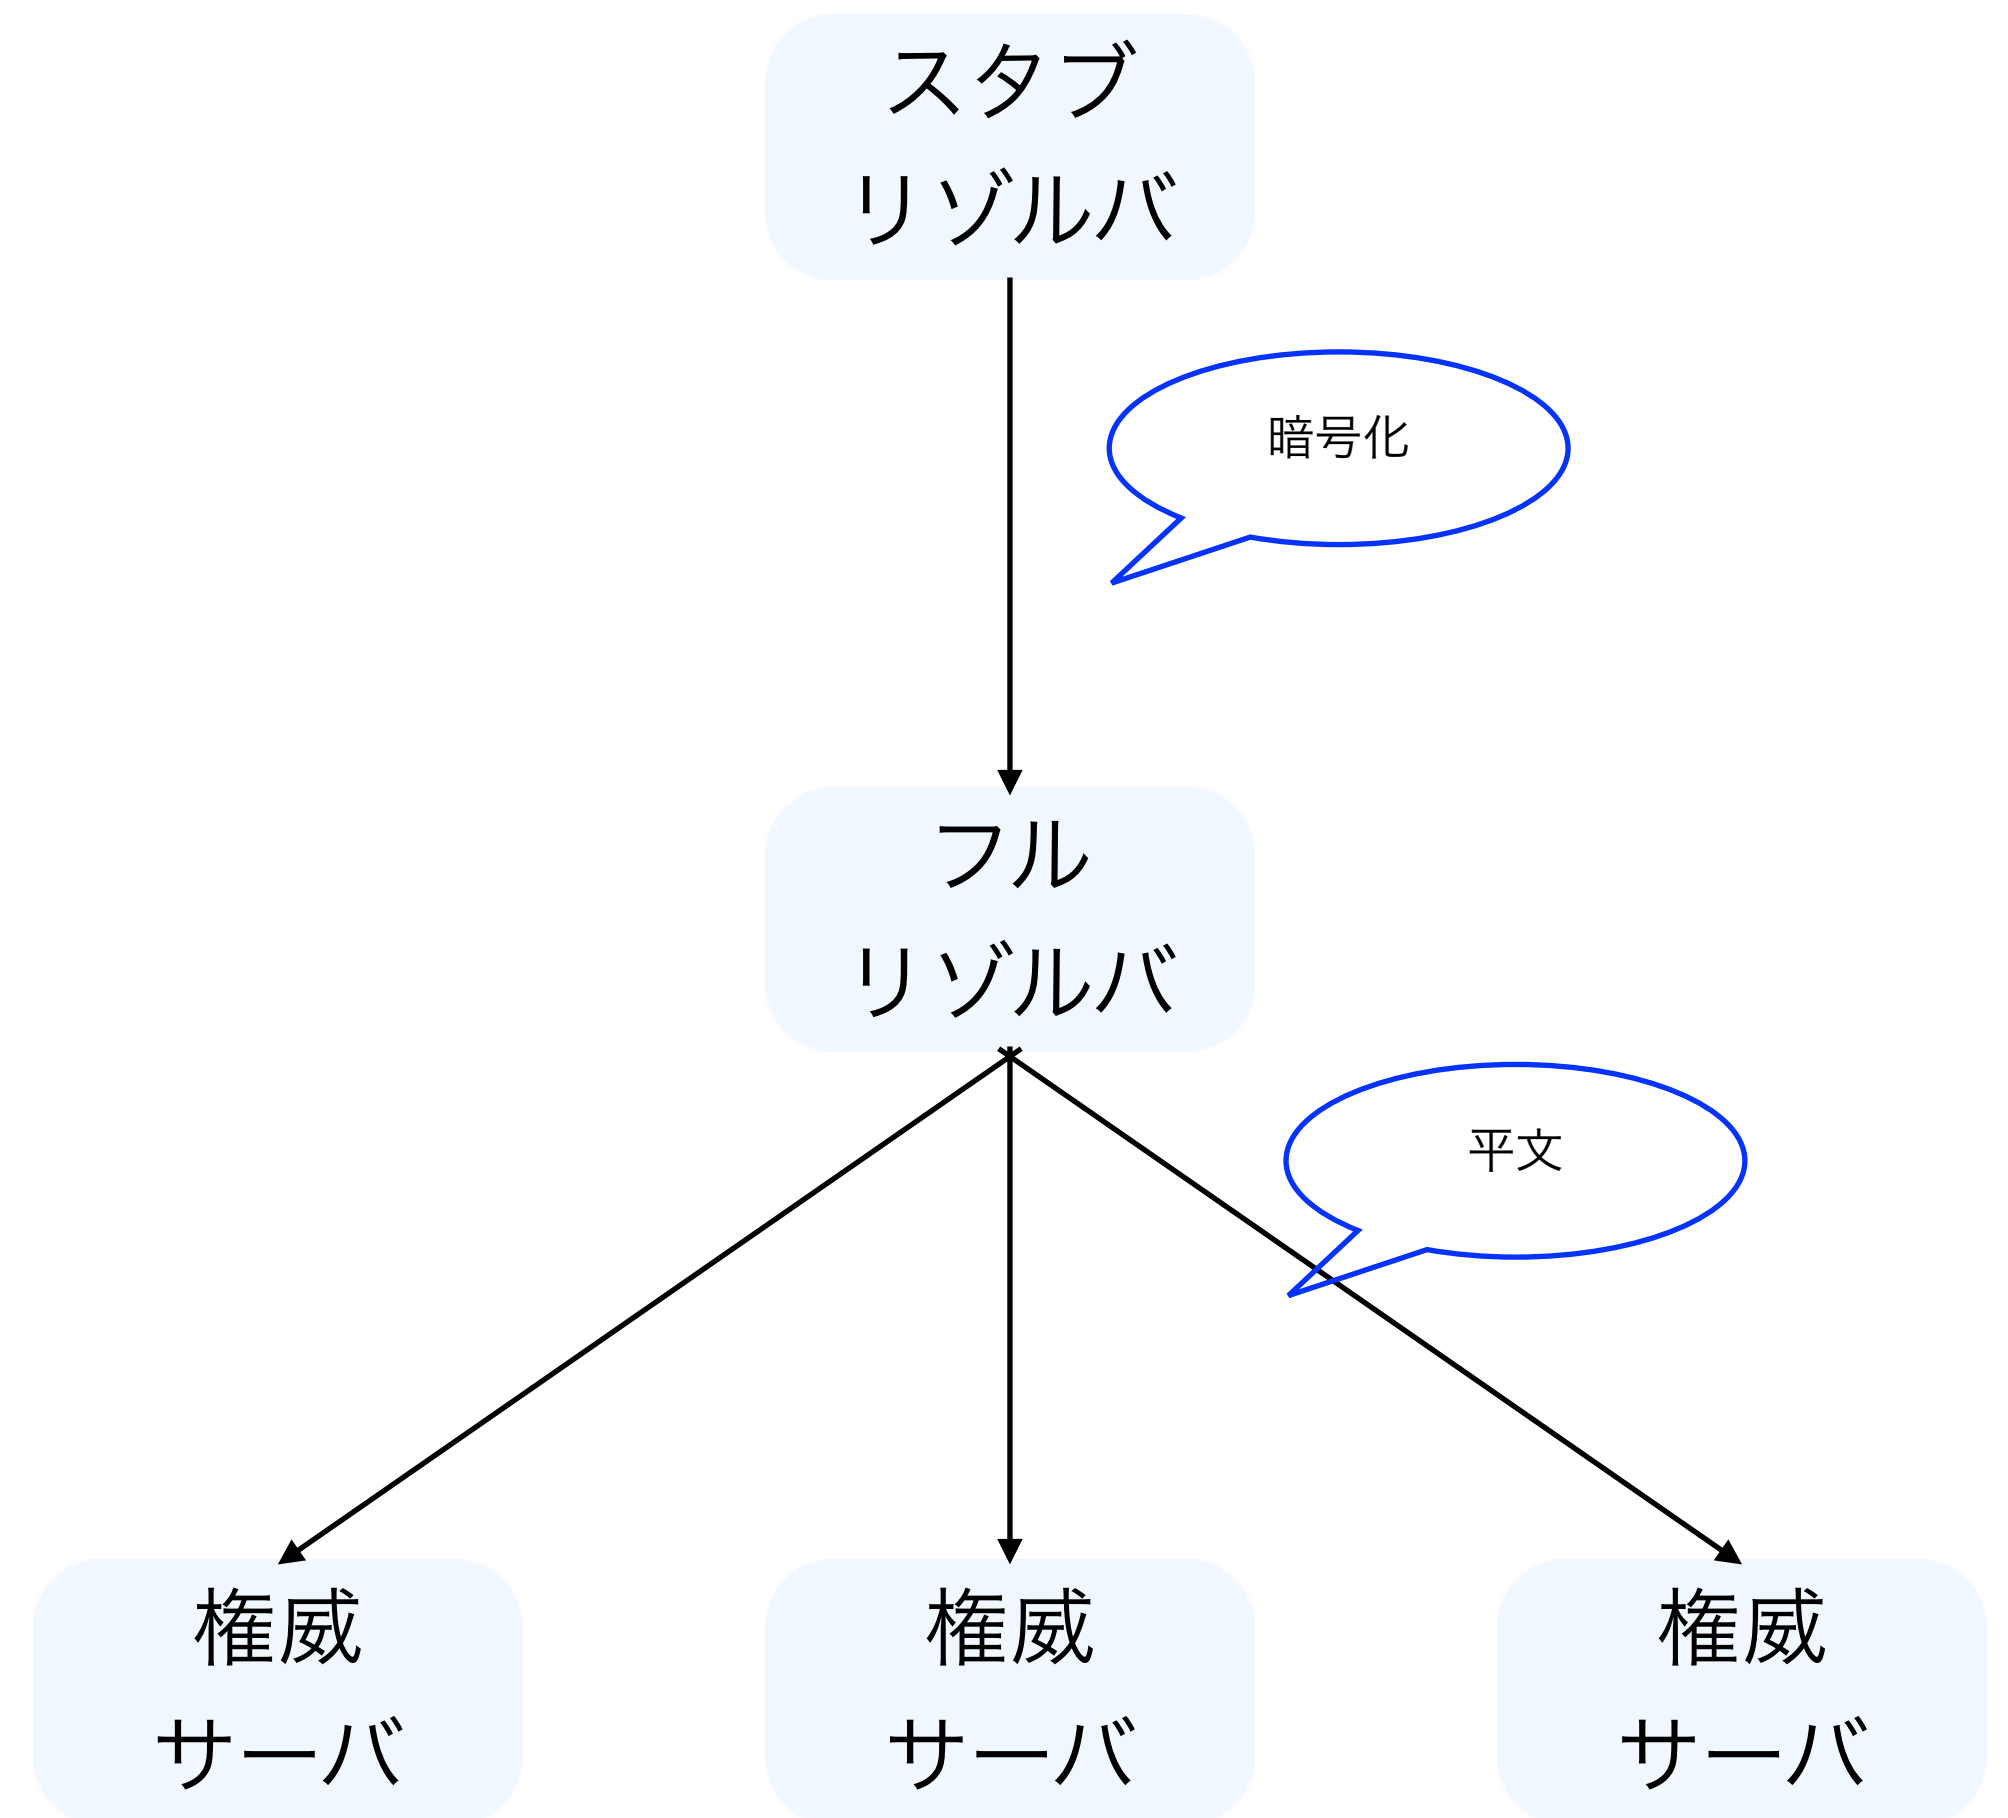 スタブ
リゾルバ
暗号化
フル
リゾルバ
平文
権威
サーバ
権威
サーバ
権威
サーバ